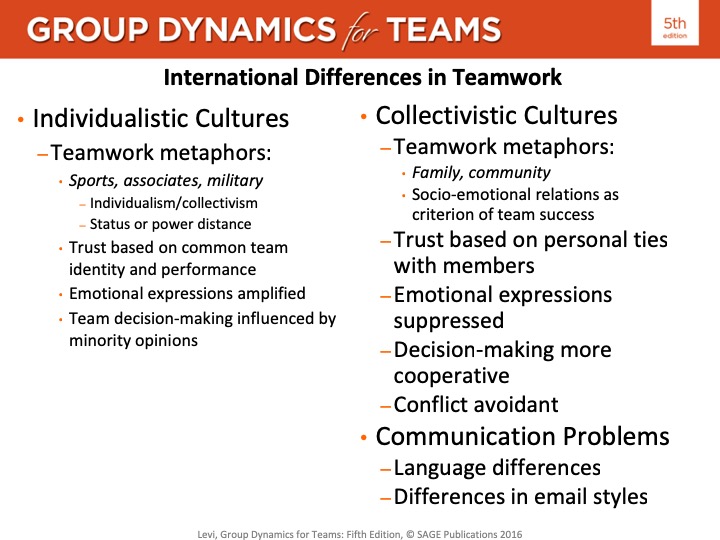 GROUP DYNAMICS for TEAMS
5th
edition
International Differences in Teamwork
• Individualistic Cultures
– Teamwork metaphors:
• Sports, associates, military
– Individualism/collectivism
– Status or power distance
• Trust based on common team
identity and performance
• Emotional expressions amplified
• Team decision-making influenced by
minority opinions
• Collectivistic Cultures
– Teamwork metaphors:
• Family, community
• Socio-emotional relations as
criterion of team success
– Trust based on personal ties
with members
– Emotional expressions
suppressed
– Decision-making more
cooperative
– Conflict avoidant
• Communication Problems
– Language differences
– Differences in email styles
Levi, Group Dynamics for Teams: Fifth Edition, © SAGE Publications 2016